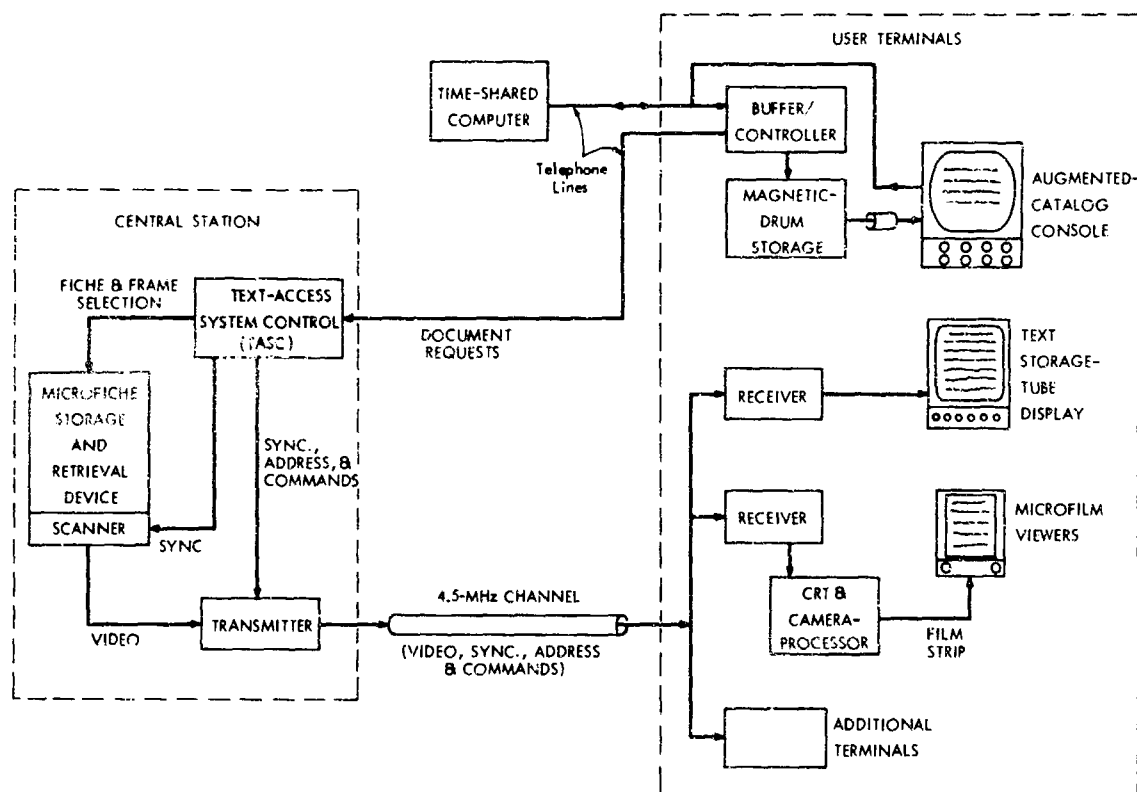 USER TERMINALS
TIME-SHARED
COMPUTER
Telephone
Lines
BUFFER/
CONTROLLER
MAGNETIC-
DRUM
STORAGE
AUGMENTED-
CATALOG
CONSOLE
CENTRAL STATION
FICHE & FRAME
SELECTION
TEXT-ACCESS
SYSTEM CONTROL
(TASC)
DOCUMENT
REQUESTS
MICROFICHE
STORAGE
AND
RETRIEVAL
DEVICE
SCANNER
SYNC
SYNC.,
ADDRESS, &
COMMANDS
VIDEO
TRANSMITTER
4.5-MHz CHANNEL
(VIDEO, SYNC., ADDRESS
& COMMANDS)
RECEIVER
TEXT
STORAGE-
TUBE
DISPLAY
RECEIVER
CRT &
CAMERA-
PROCESSOR
FILM
STRIP
MICROFILM
VIEWERS
ADDITIONAL
TERMINALS